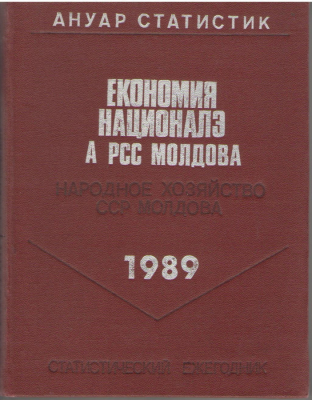 АНУАР СТАТИСТИК
ЕКОНОМИЯ
НАЦИОНАЛЭ
А РСС МОЛДОВА
НАРОДНОЕ ХОЗЯЙСТВО
ССР МОЛДОВА
1989
СТАТИСТИЧЕСКИЙ ЕЖЕГОДНИК